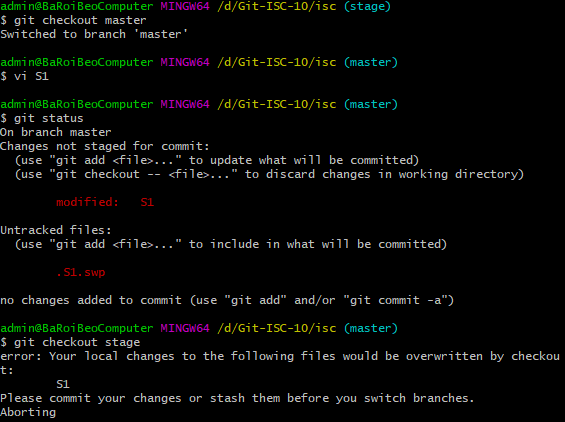 admin@BaRoiBeoComputer MINGW64 /d/Git-ISC-10/isc (stage)
$ git checkout master
Switched to branch 'master'
admin@BaRoiBeoComputer MINGW64 /d/Git-ISC-10/isc (master)
$ vi S1
admin@BaRoiBeoComputer MINGW64 /d/Git-ISC-10/isc (master)
$ git status
On branch master
Changes not staged for commit:
  (use "git add <file>..." to update what will be committed)
  (use "git checkout -- <file>..." to discard changes in working directory)
        modified:   S1
Untracked files:
  (use "git add <file>..." to include in what will be committed)
        .S1.swp
no changes added to commit (use "git add" and/or "git commit -a")
admin@BaRoiBeoComputer MINGW64 /d/Git-ISC-10/isc (master)
$ git checkout stage
error: Your local changes to the following files would be overwritten by checkou
t:
        S1
Please commit your changes or stash them before you switch branches.
Aborting